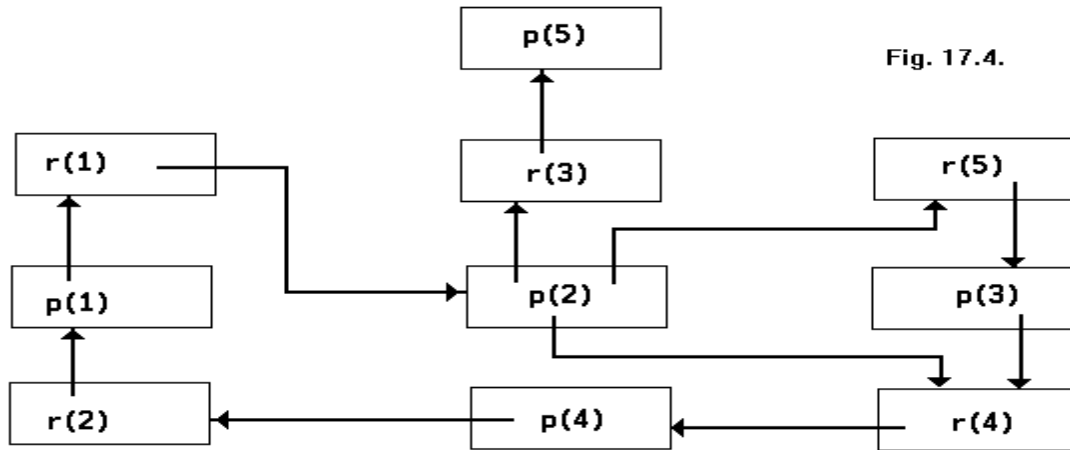 p(5)
Fig. 17.4.
r(1)
r(3)
r(5)
p(1)
p(2)
p(3)
r(2)
p(4)
r(4)